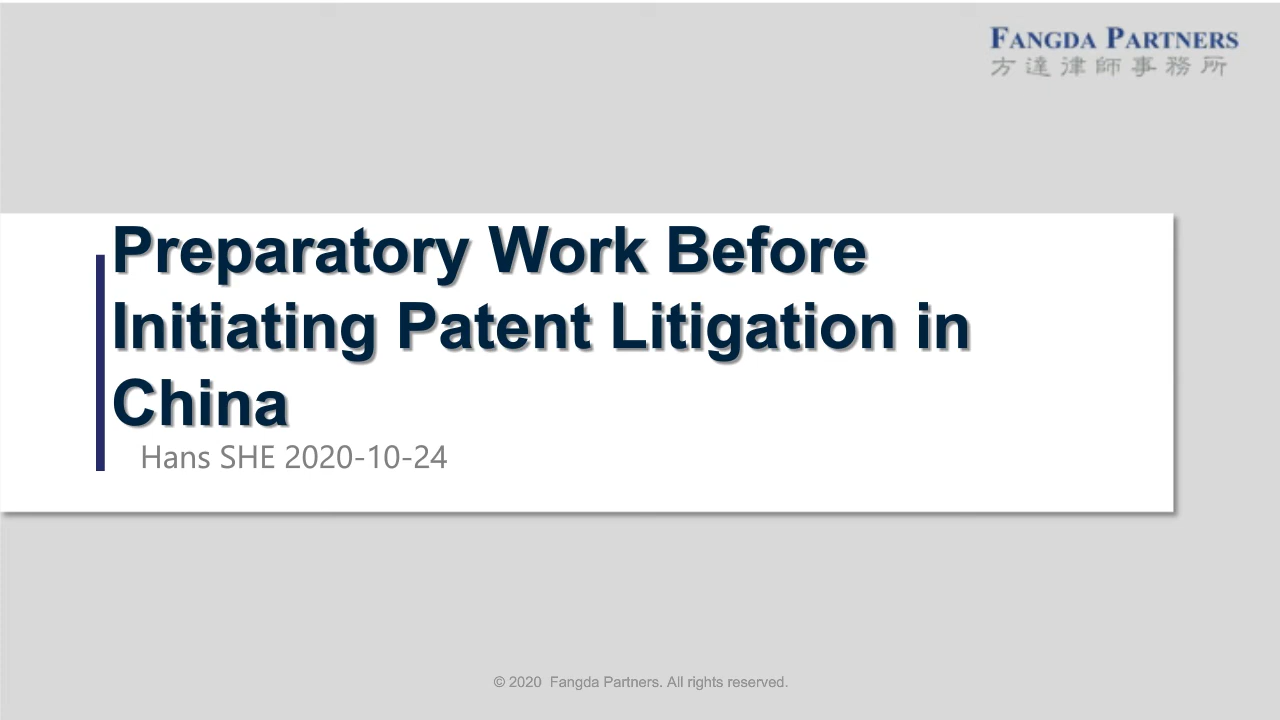 FANGDA PARTNERS
方達律師事務所
Preparatory Work Before
Initiating Patent Litigation in
China
Hans SHE 2020-10-24
© 2020 Fangda Partners. All rights reserved.